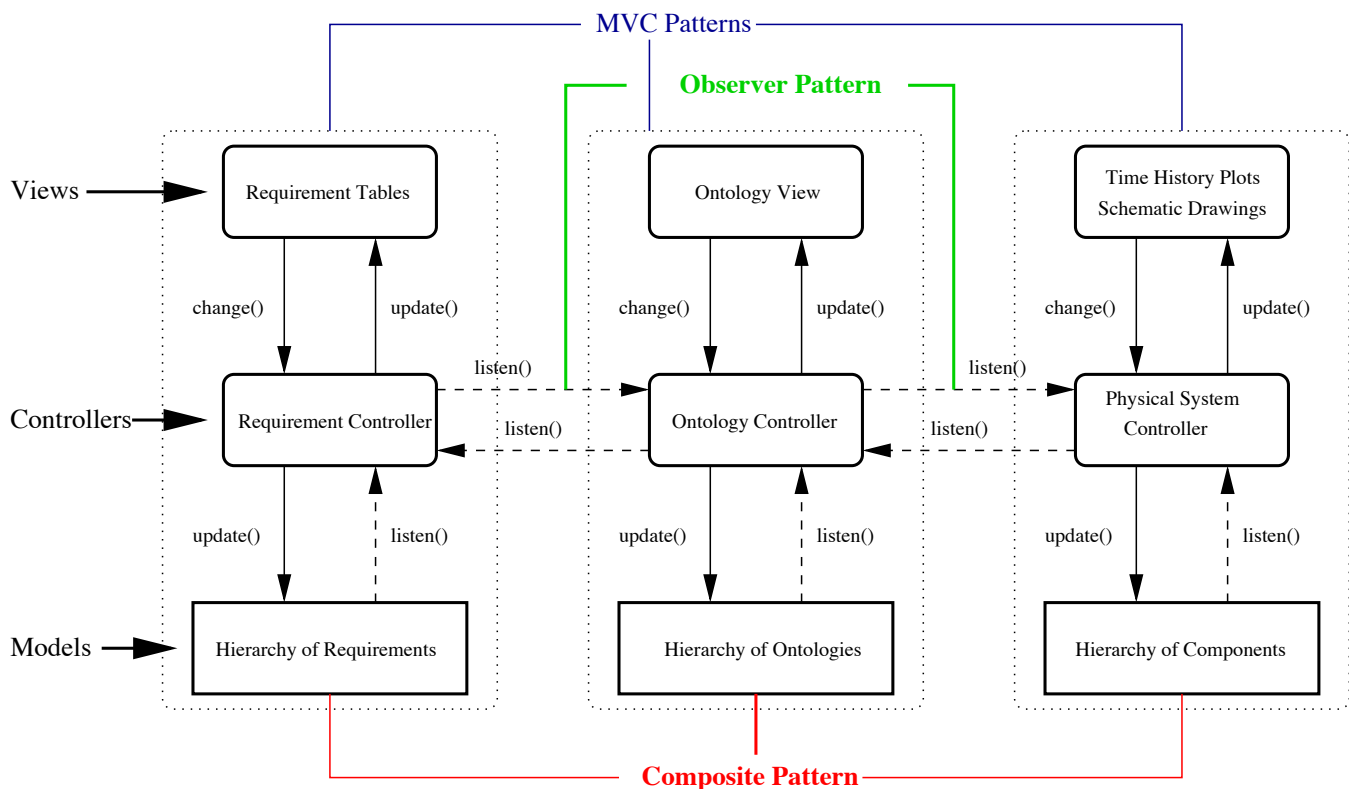 MVC Patterns
Observer Pattern
Views
Requirement Tables
Ontology View
Time History Plots
Schematic Drawings
change()
update()
change()
update()
change()
update()
listen()
listen()
Controllers
Requirement Controller
Ontology Controller
Physical System
Controller
listen()
listen()
update()
listen()
update()
listen()
update()
listen()
Models
Hierarchy of Requirements
Hierarchy of Ontologies
Hierarchy of Components
Composite Pattern